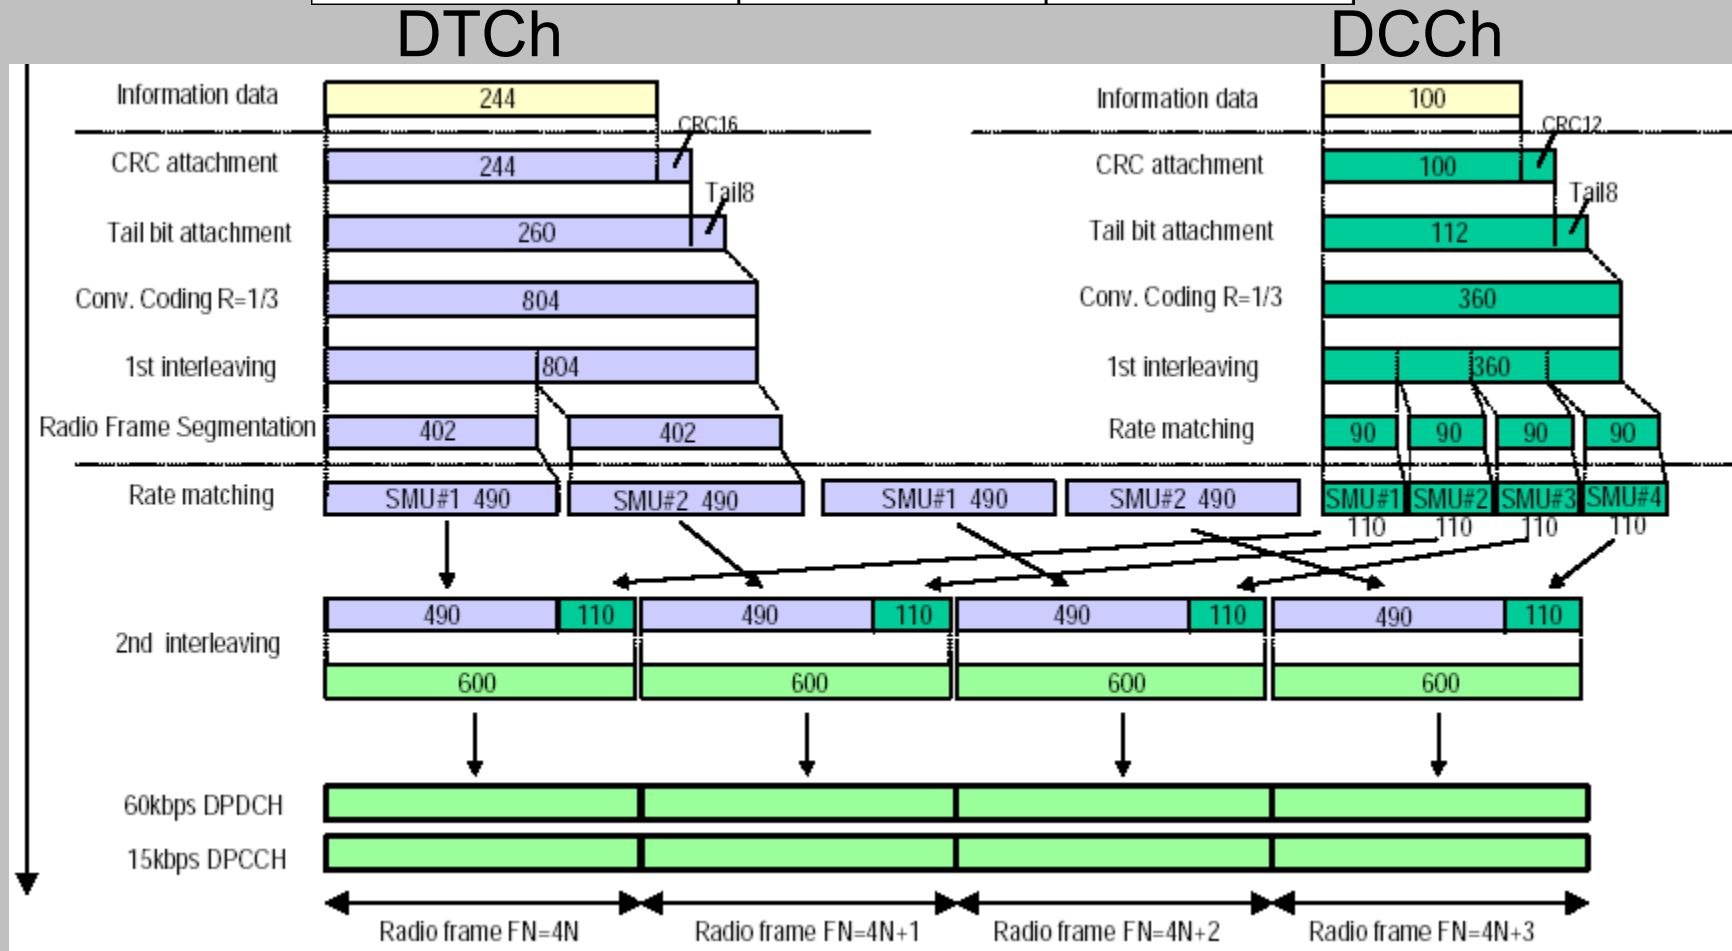 DTCh DCCh
Information data 244 Information data 100
CRC16 CRC12
CRC attachment 244 CRC attachment 100
Tail8 Tail8
Tail bit attachment 260 Tail bit attachment 112
Conv. Coding R=1/3 804 Conv. Coding R=1/3 360
1st interleaving 804 1st interleaving 360
Radio Frame Segmentation 402 402 Rate matching 90 90 90 90
Rate matching SMU#1 490 SMU#2 490 SMU#1 490 SMU#2 490 SMU#1 SMU#2 SMU#3 SMU#4
110 110 110 110
490 110 490 110 490 110 490 110
2nd interleaving
600 600 600 600
60kbps DPDCH
15kbps DPCCH
Radio frame FN=4N Radio frame FN=4N+1 Radio frame FN=4N+2 Radio frame FN=4N+3